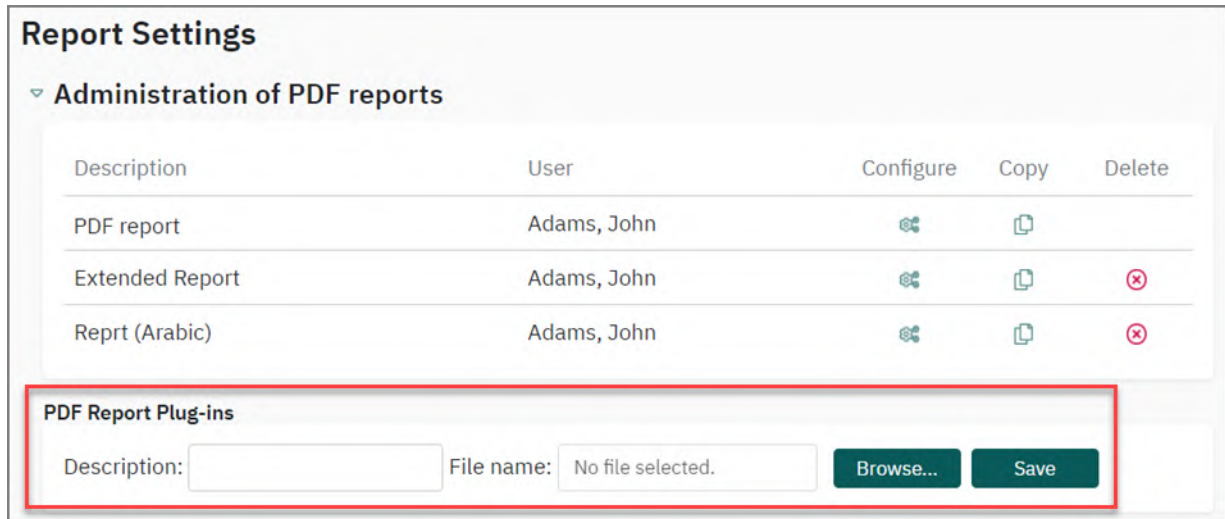 Report Settings
Administration of PDF reports
Description User Configure Copy Delete
PDF report Adams, John
Extended Report Adams, John
Reprt (Arabic) Adams, John
PDF Report Plug-ins
Description: File name: No file selected. Browse... Save